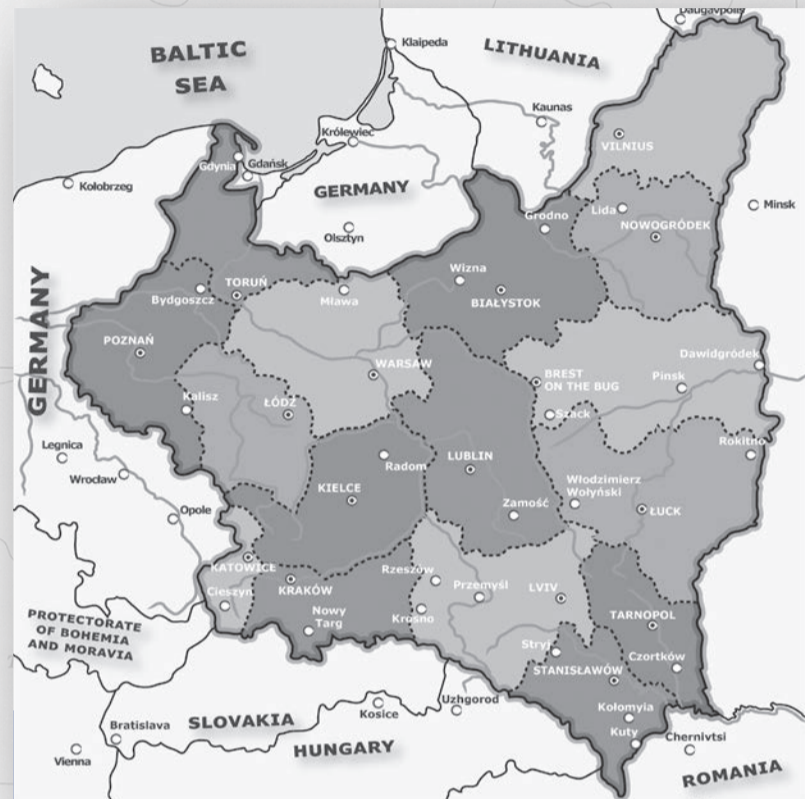 Daugavpolis
BALTIC
SEA
Klaipeda
LITHUANIA
Kaunas
VILNIUS
Królewiec
Gdynia
Gdańsk
GERMANY
Kołobrzeg
Olsztyn
Grodno
Lida
NOWOGRÓDEK
Minsk
GERMANY
Bydgoszcz
TORUŃ
Mława
Wizna
BIAŁYSTOK
POZNAŃ
WARSAW
Dawidgródek
BREST
ON THE BUG
Pinsk
Kalisz
ŁÓDŹ
Szack
Legnica
Wrocław
Radom
LUBLIN
Rokitno
KIELCE
Włodzimierz
Wołyński
ŁUCK
Opole
Zamość
KATOWICE
Cieszyn
KRAKÓW
Rzeszów
Przemyśl
LVIV
Nowy
Targ
Krosno
TARNOPOL
PROTECTORATE
OF BOHEMIA
AND MORAVIA
Stryj
STANISŁAWÓW
Czortków
Uzhgorod
Kosice
SLOVAKIA
Bratislava
Vienna
HUNGARY
Kołomyia
Kuty
Chernivtsi
ROMANIA